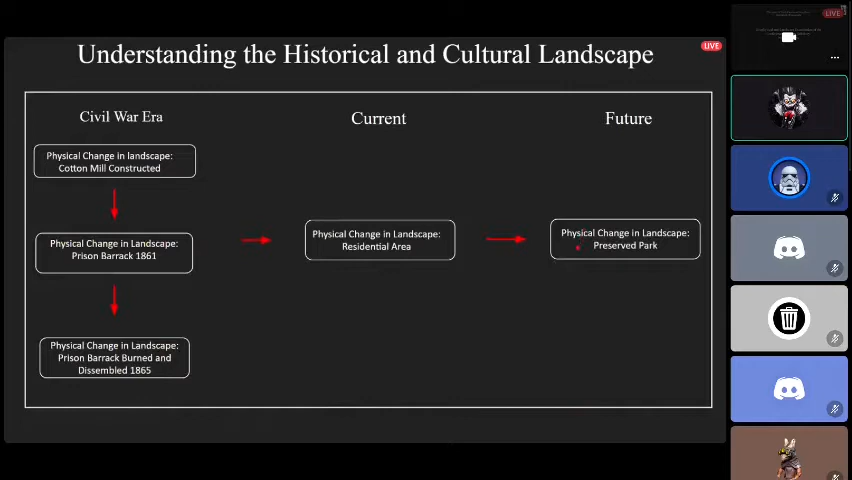 Understanding the Historical and Cultural Landscape
LIVE
LIVE
Civil War Era
Current
Future
Physical Change in landscape:
Cotton Mill Constructed
Physical Change in Landscape:
Prison Barrack 1861
Physical Change in Landscape:
Residential Area
Physical Change in Landscape:
Preserved Park
Physical Change in Landscape:
Prison Barrack Burned and
Dissembled 1865